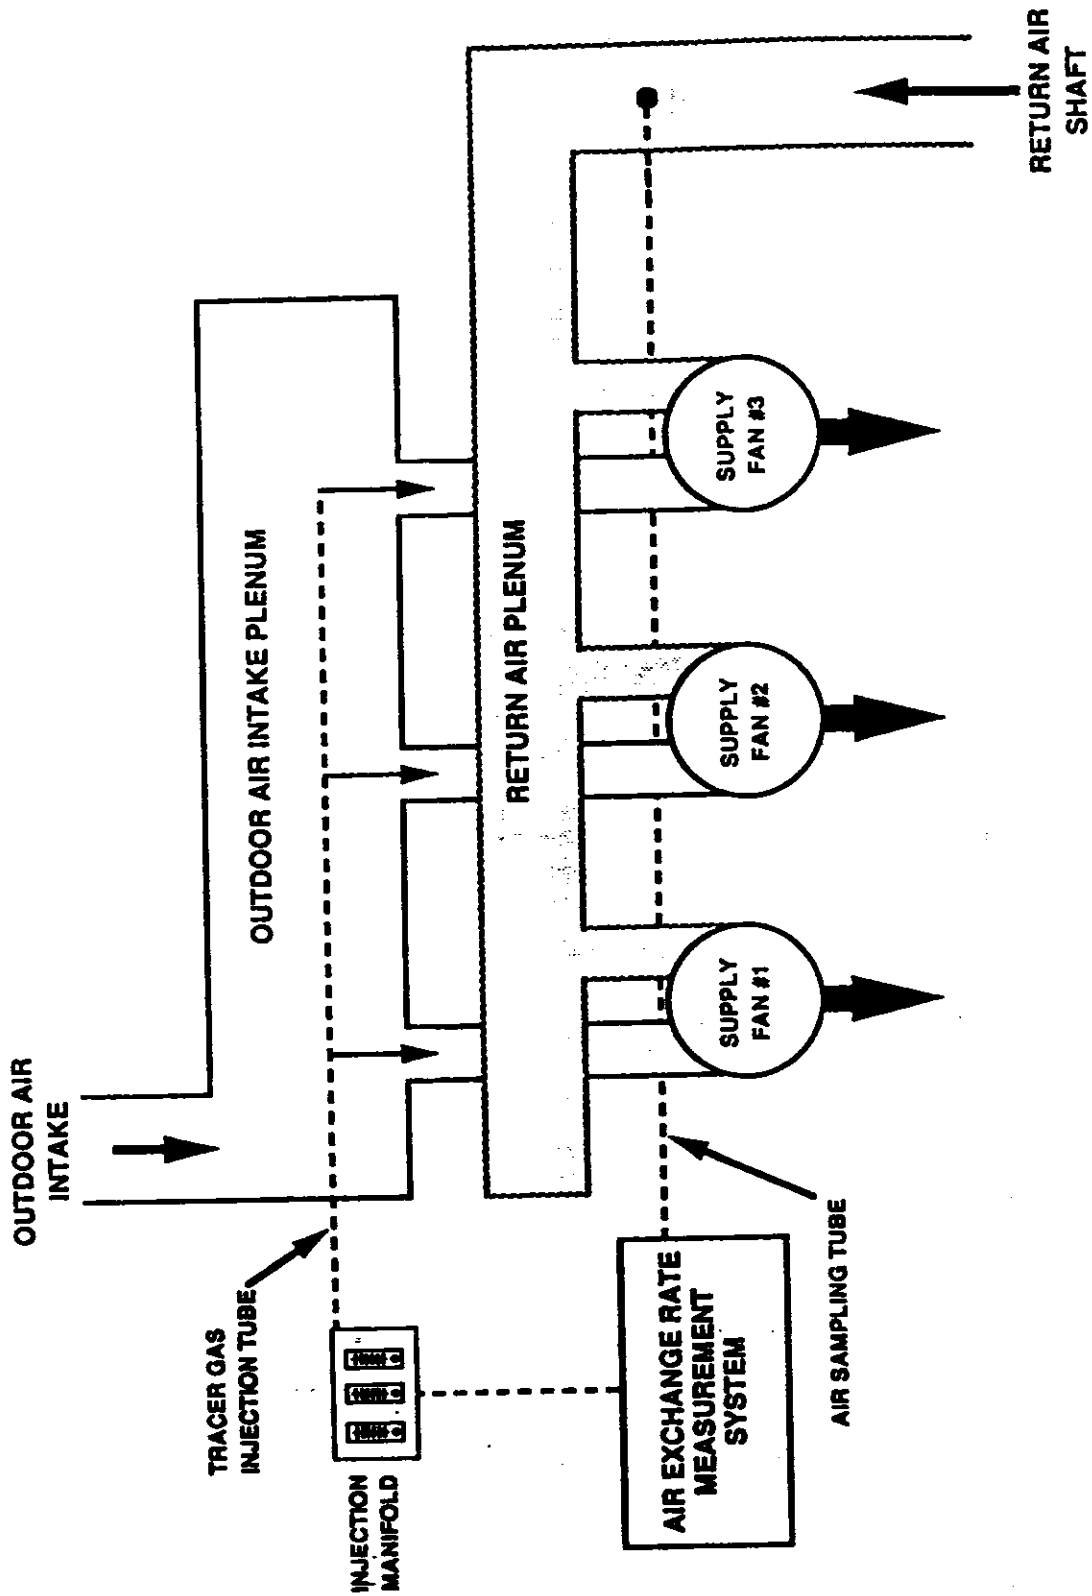 OUTDOOR AIR
INTAKE
TRACER GAS
INJECTION TUBE
INJECTION
MANIFOLD
OUTDOOR AIR INTAKE PLENUM
RETURN AIR PLENUM
AIR EXCHANGE RATE
MEASUREMENT
SYSTEM
AIR SAMPLING TUBE
SUPPLY
FAN #1
SUPPLY
FAN #2
SUPPLY
FAN #3
RETURN AIR
SHAFT